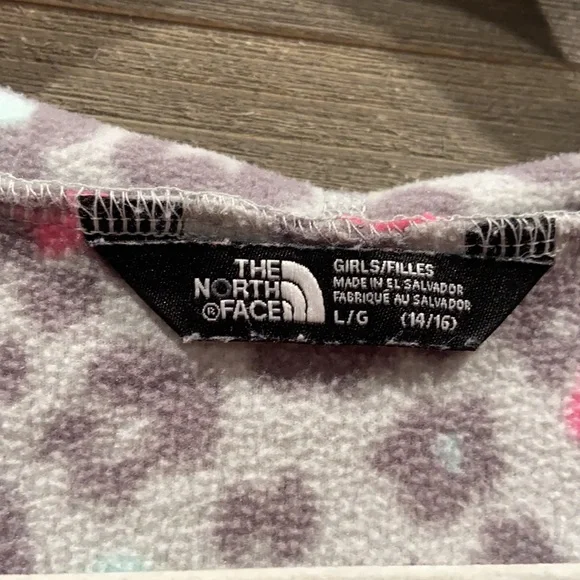 THE
NORTH
®FACE
GIRLS/FILLES
MADE IN EL SALVADOR
FABRIQUÉ AU SALVADOR
L/G (14/16)